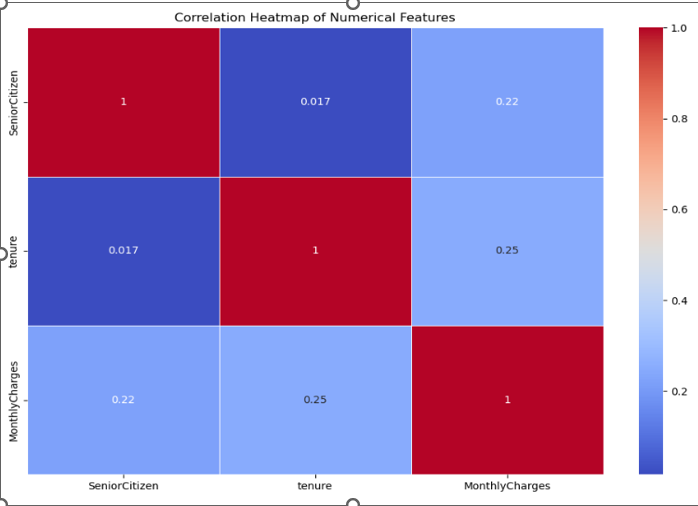 Correlation Heatmap of Numerical Features
SeniorCitizen
1
0.017
0.22
tenure
0.017
1
0.25
MonthlyCharges
0.22
0.25
1
SeniorCitizen
tenure
MonthlyCharges
1.0
0.8
0.6
0.4
0.2